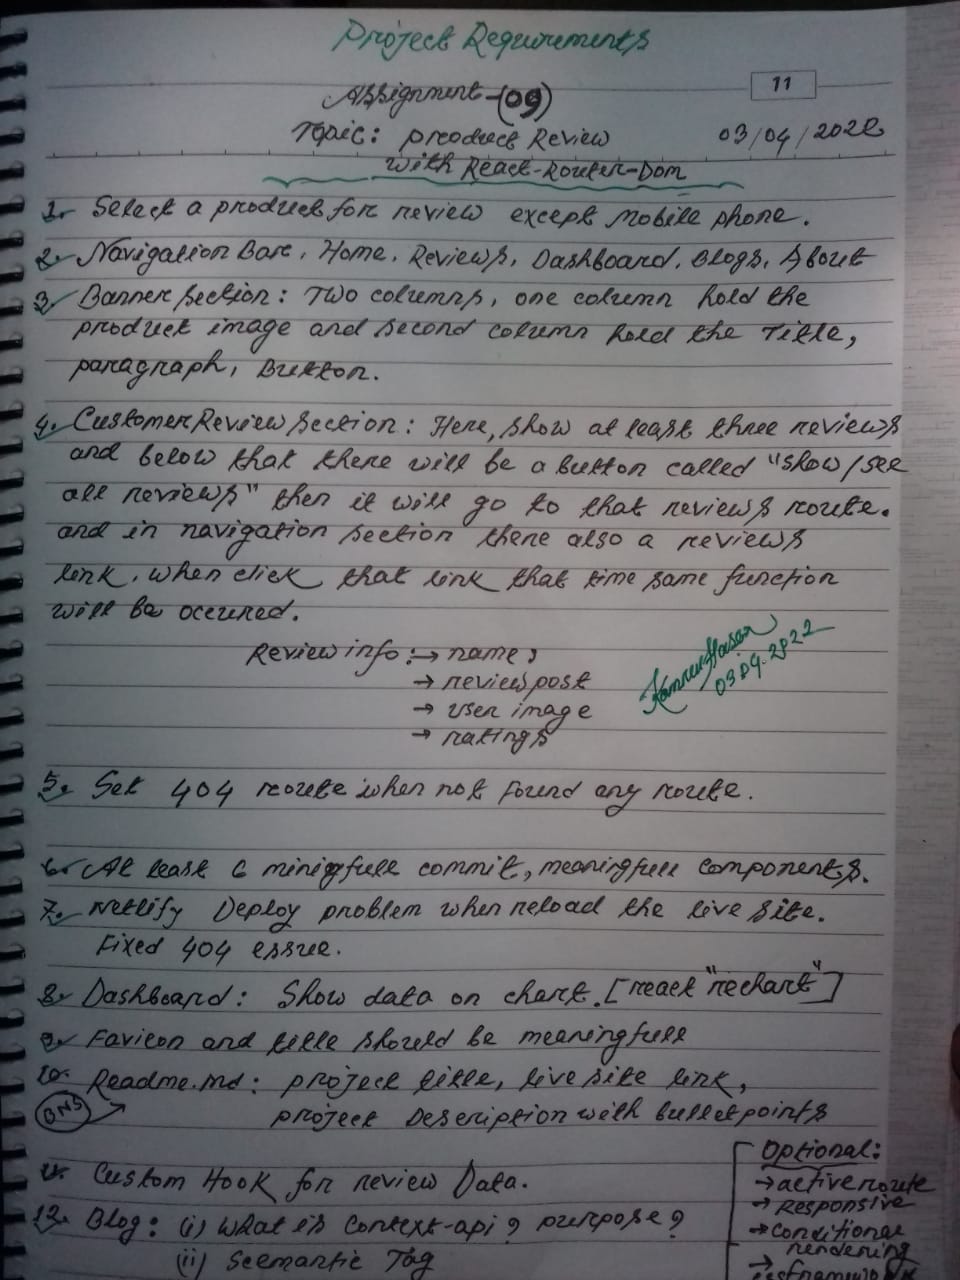 Project Requirements
11
Assignment-(09)
Topic: product Review
03/04/2022
with React-Router-Dom
1. Select a product for review except mobile phone.
2. Navigation Bar, Home, Reviews, Dashboard, Blogs, About
3. Banner section: Two columns, one column hold the
product image and second column hold the Title,
paragraph, Button.
4. Customer Review section: Here, show at least three reviews
and below that there will be a button called "show/see
all reviews" then it will go to that reviews route.
and in navigation section there also a reviews
link, when click that link that time same function
will be occured.
Review info: → name;
→ review post
→ user image
→ ratings
03.04.2022
5. Set 404 route when not found any route.
6. At least 6 miningfull commit, meaningfull components.
7. Netlify Deploy problem when reload the live site.
Fixed 404 essue.
8. Dashboard: Show data on chart. [react "rechart"]
9. Favicon and title should be meaningfull
10. Readme.md: project title, live site link,
BNS → project Description with bulletpoints
11. Custom Hook for review Data.
12. Blog: (i) what is context-api? purpose?
(ii) Seemantic Tag
Optional:
→ active route
→ Responsive
→ conditional
rendering
→